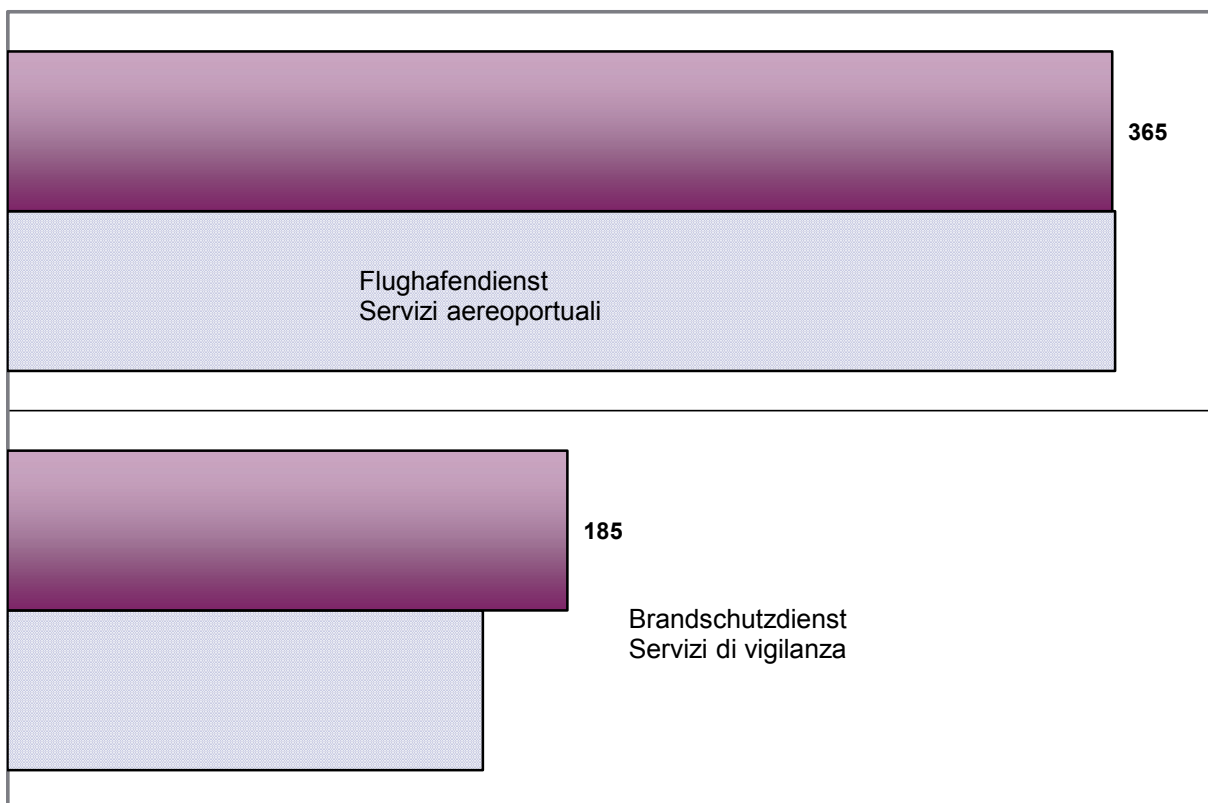 365
Flughafendienst
Servizi aereoportuali
185
Brandschutzdienst
Servizi di vigilanza